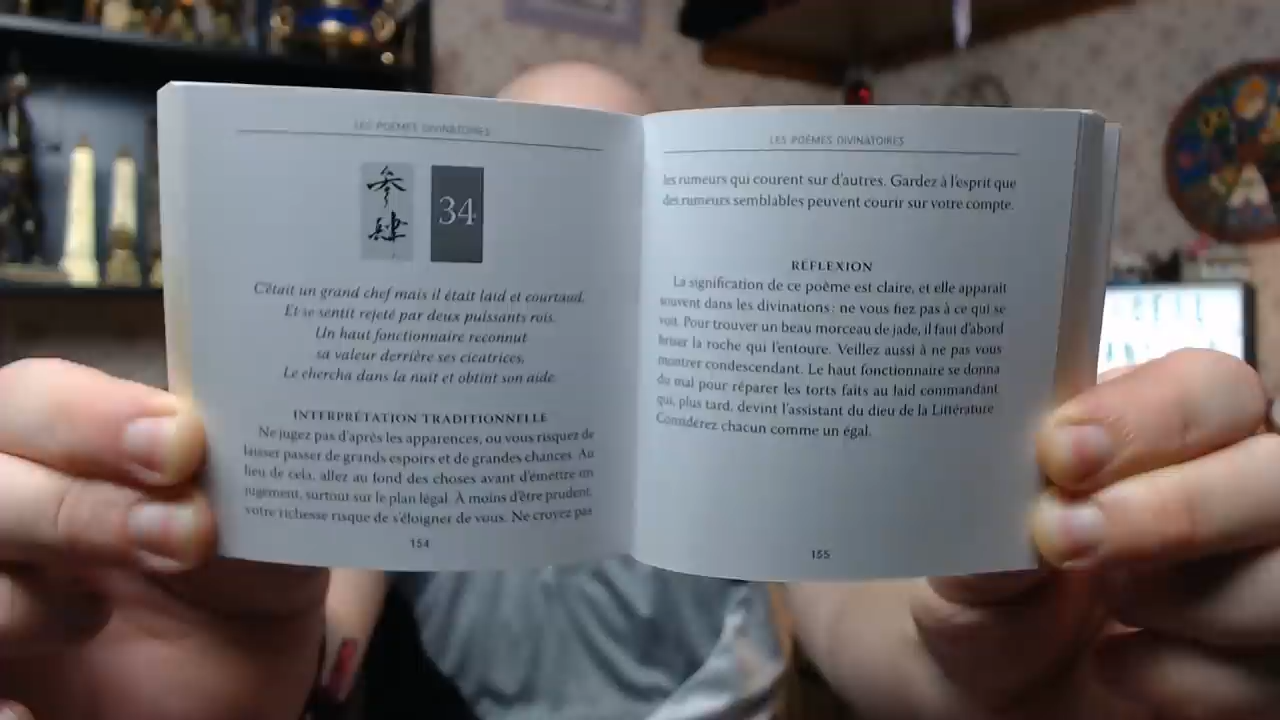 LES POÈMES DIVINATOIRES
参
肆
34
C'était un grand chef mais il était laid et courtaud.
Et se sentit rejeté par deux puissants rois.
Un haut fonctionnaire reconnut
sa valeur derrière ses cicatrices,
Le chercha dans la nuit et obtint son aide.
INTERPRÉTATION TRADITIONNELLE
Ne jugez pas d'après les apparences, ou vous risquez de
laisser passer de grands espoirs et de grandes chances. Au
lieu de cela, allez au fond des choses avant d'émettre un
jugement, surtout sur le plan légal. À moins d'être prudent,
votre richesse risque de s'éloigner de vous. Ne croyez pas
154
LES POÈMES DIVINATOIRES
les rumeurs qui courent sur d'autres. Gardez à l'esprit que
des rumeurs semblables peuvent courir sur votre compte.
RÉFLEXION
La signification de ce poème est claire, et elle apparaît
souvent dans les divinations : ne vous fiez pas à ce qui se
voit. Pour trouver un beau morceau de jade, il faut d'abord
briser la roche qui l'entoure. Veillez aussi à ne pas vous
montrer condescendant. Le haut fonctionnaire se donna
du mal pour réparer les torts faits au laid commandant
qui, plus tard, devint l'assistant du dieu de la Littérature.
Considérez chacun comme un égal.
155